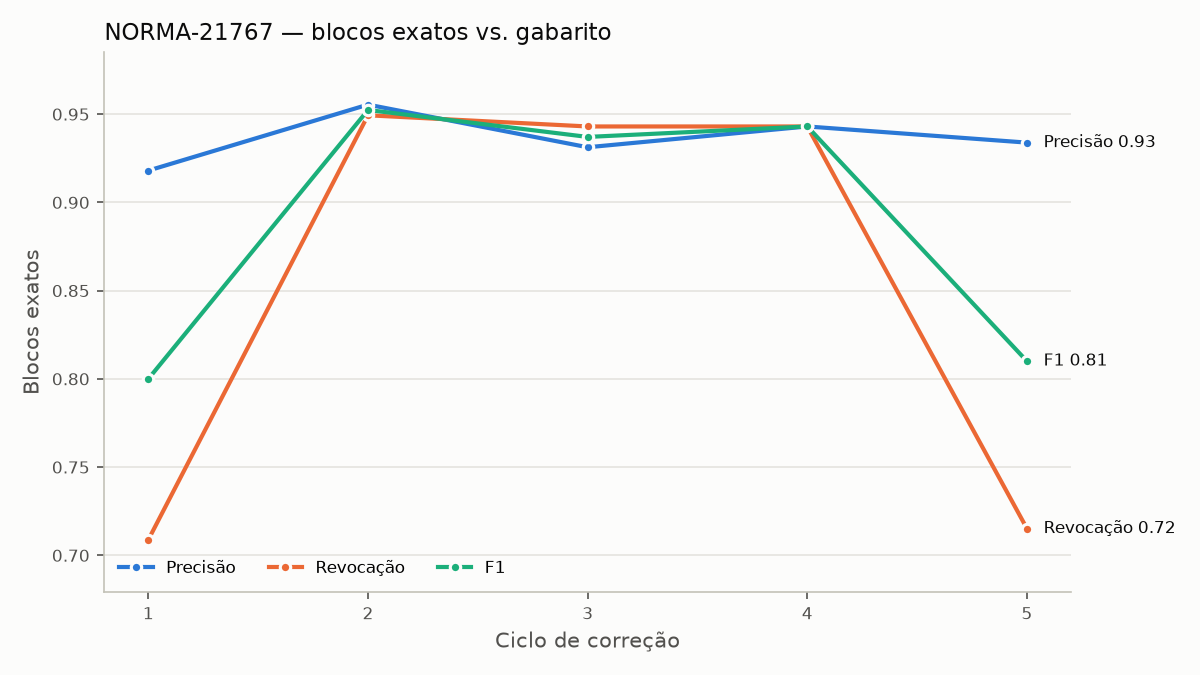 NORMA-21767 — blocos exatos vs. gabarito
Blocos exatos
0.95
0.90
0.85
0.80
0.75
0.70
Precisão 0.93
F1 0.81
Revocação 0.72
Precisão
Revocação
F1
1
2
3
4
5
Ciclo de correção